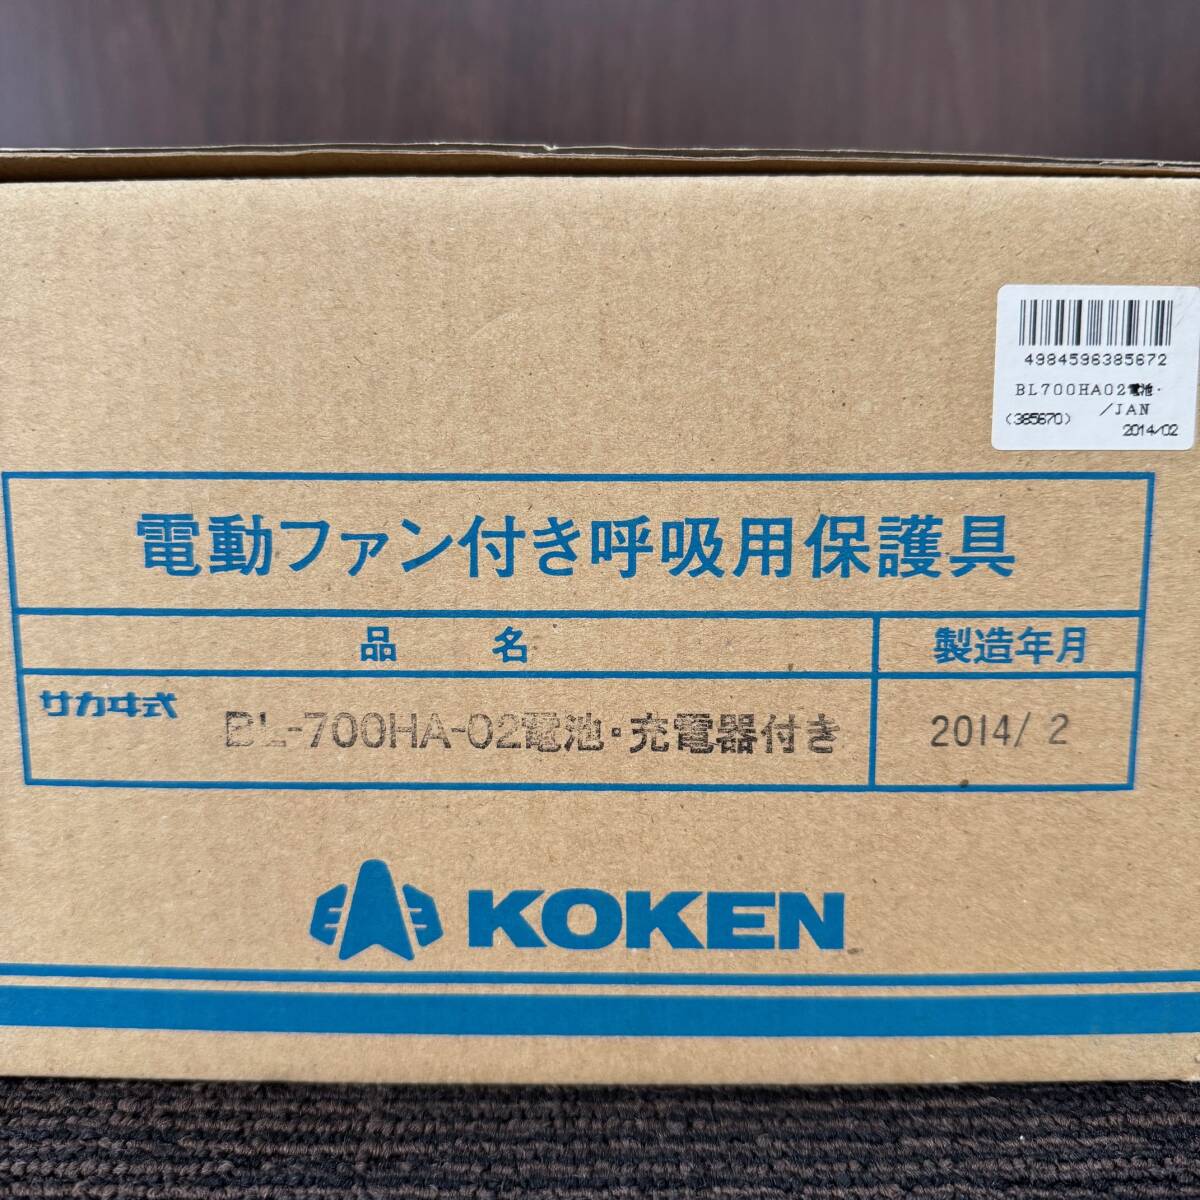 4984596385672
BL700HA02電池・
/JAN
(385670)
2014/02
電動ファン付き呼吸用保護具
品名
製造年月
サカヰ式
BL-700HA-02電池・充電器付き
2014/2
KOKEN